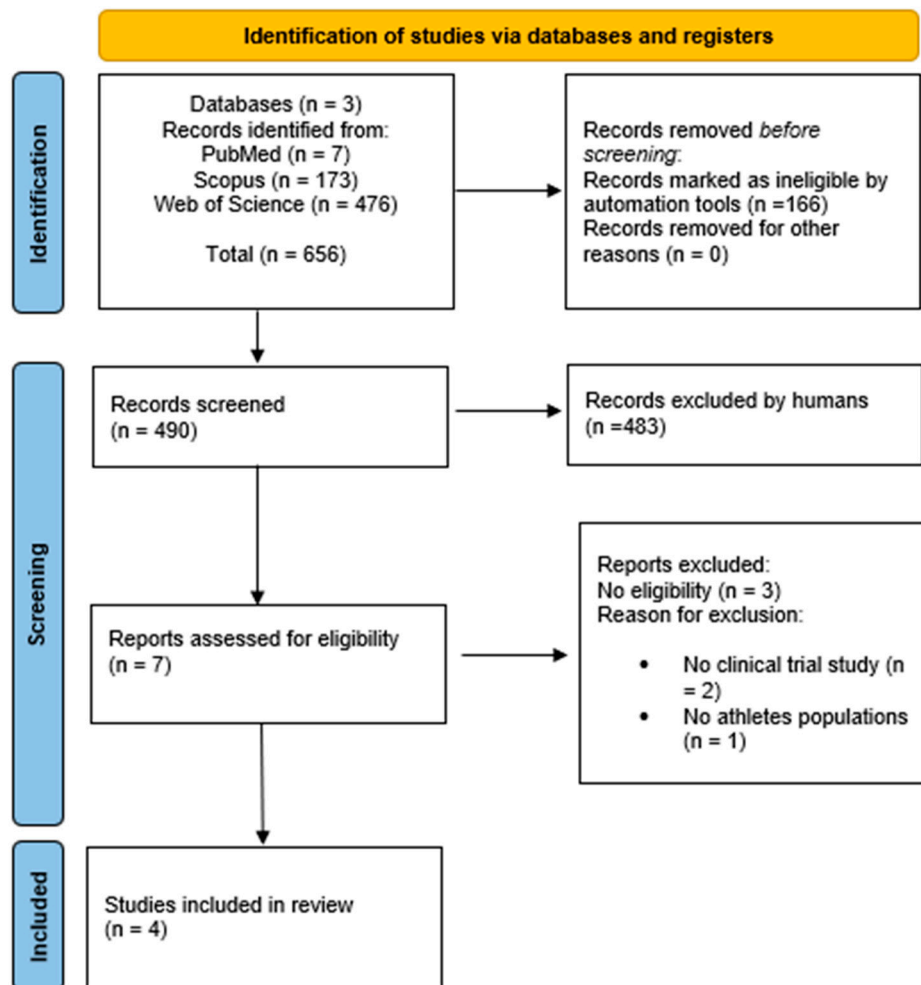 Identification of studies via databases and registers
Identification
Databases (n = 3)
Records identified from:
PubMed (n = 7)
Scopus (n = 173)
Web of Science (n = 476)
Total (n = 656)
Records removed before
screening:
Records marked as ineligible by
automation tools (n =166)
Records removed for other
reasons (n = 0)
Screening
Records screened
(n = 490)
Records excluded by humans
(n =483)
Reports assessed for eligibility
(n = 7)
Reports excluded:
No eligibility (n = 3)
Reason for exclusion:
• No clinical trial study (n
= 2)
• No athletes populations
(n = 1)
Included
Studies included in review
(n = 4)